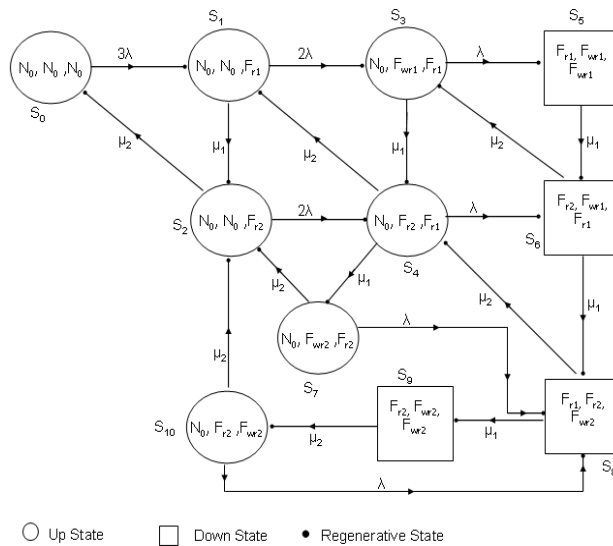 S₁
S₃
S₅
N₀, N₀, N₀
3λ
N₀, N₀, Fr1
2λ
N₀, Fwr1, Fr1
λ
Fr1, Fwr1,
Fwr1
S₀
μ₂
μ₁
μ₂
μ₁
μ₂
μ₁
S₂
N₀, N₀, Fr2
2λ
N₀, Fr2, Fr1
λ
Fr2, Fwr1,
Fr1
S₆
S₄
μ₂
μ₁
μ₂
μ₁
N₀, Fwr2, Fr2
λ
μ₂
S₇
S₉
S₁₀
N₀, Fr2, Fwr2
μ₂
Fr2, Fwr2,
Fwr2
μ₁
Fr1, Fr2,
Fwr2
λ
Up State
Down State
Regenerative State